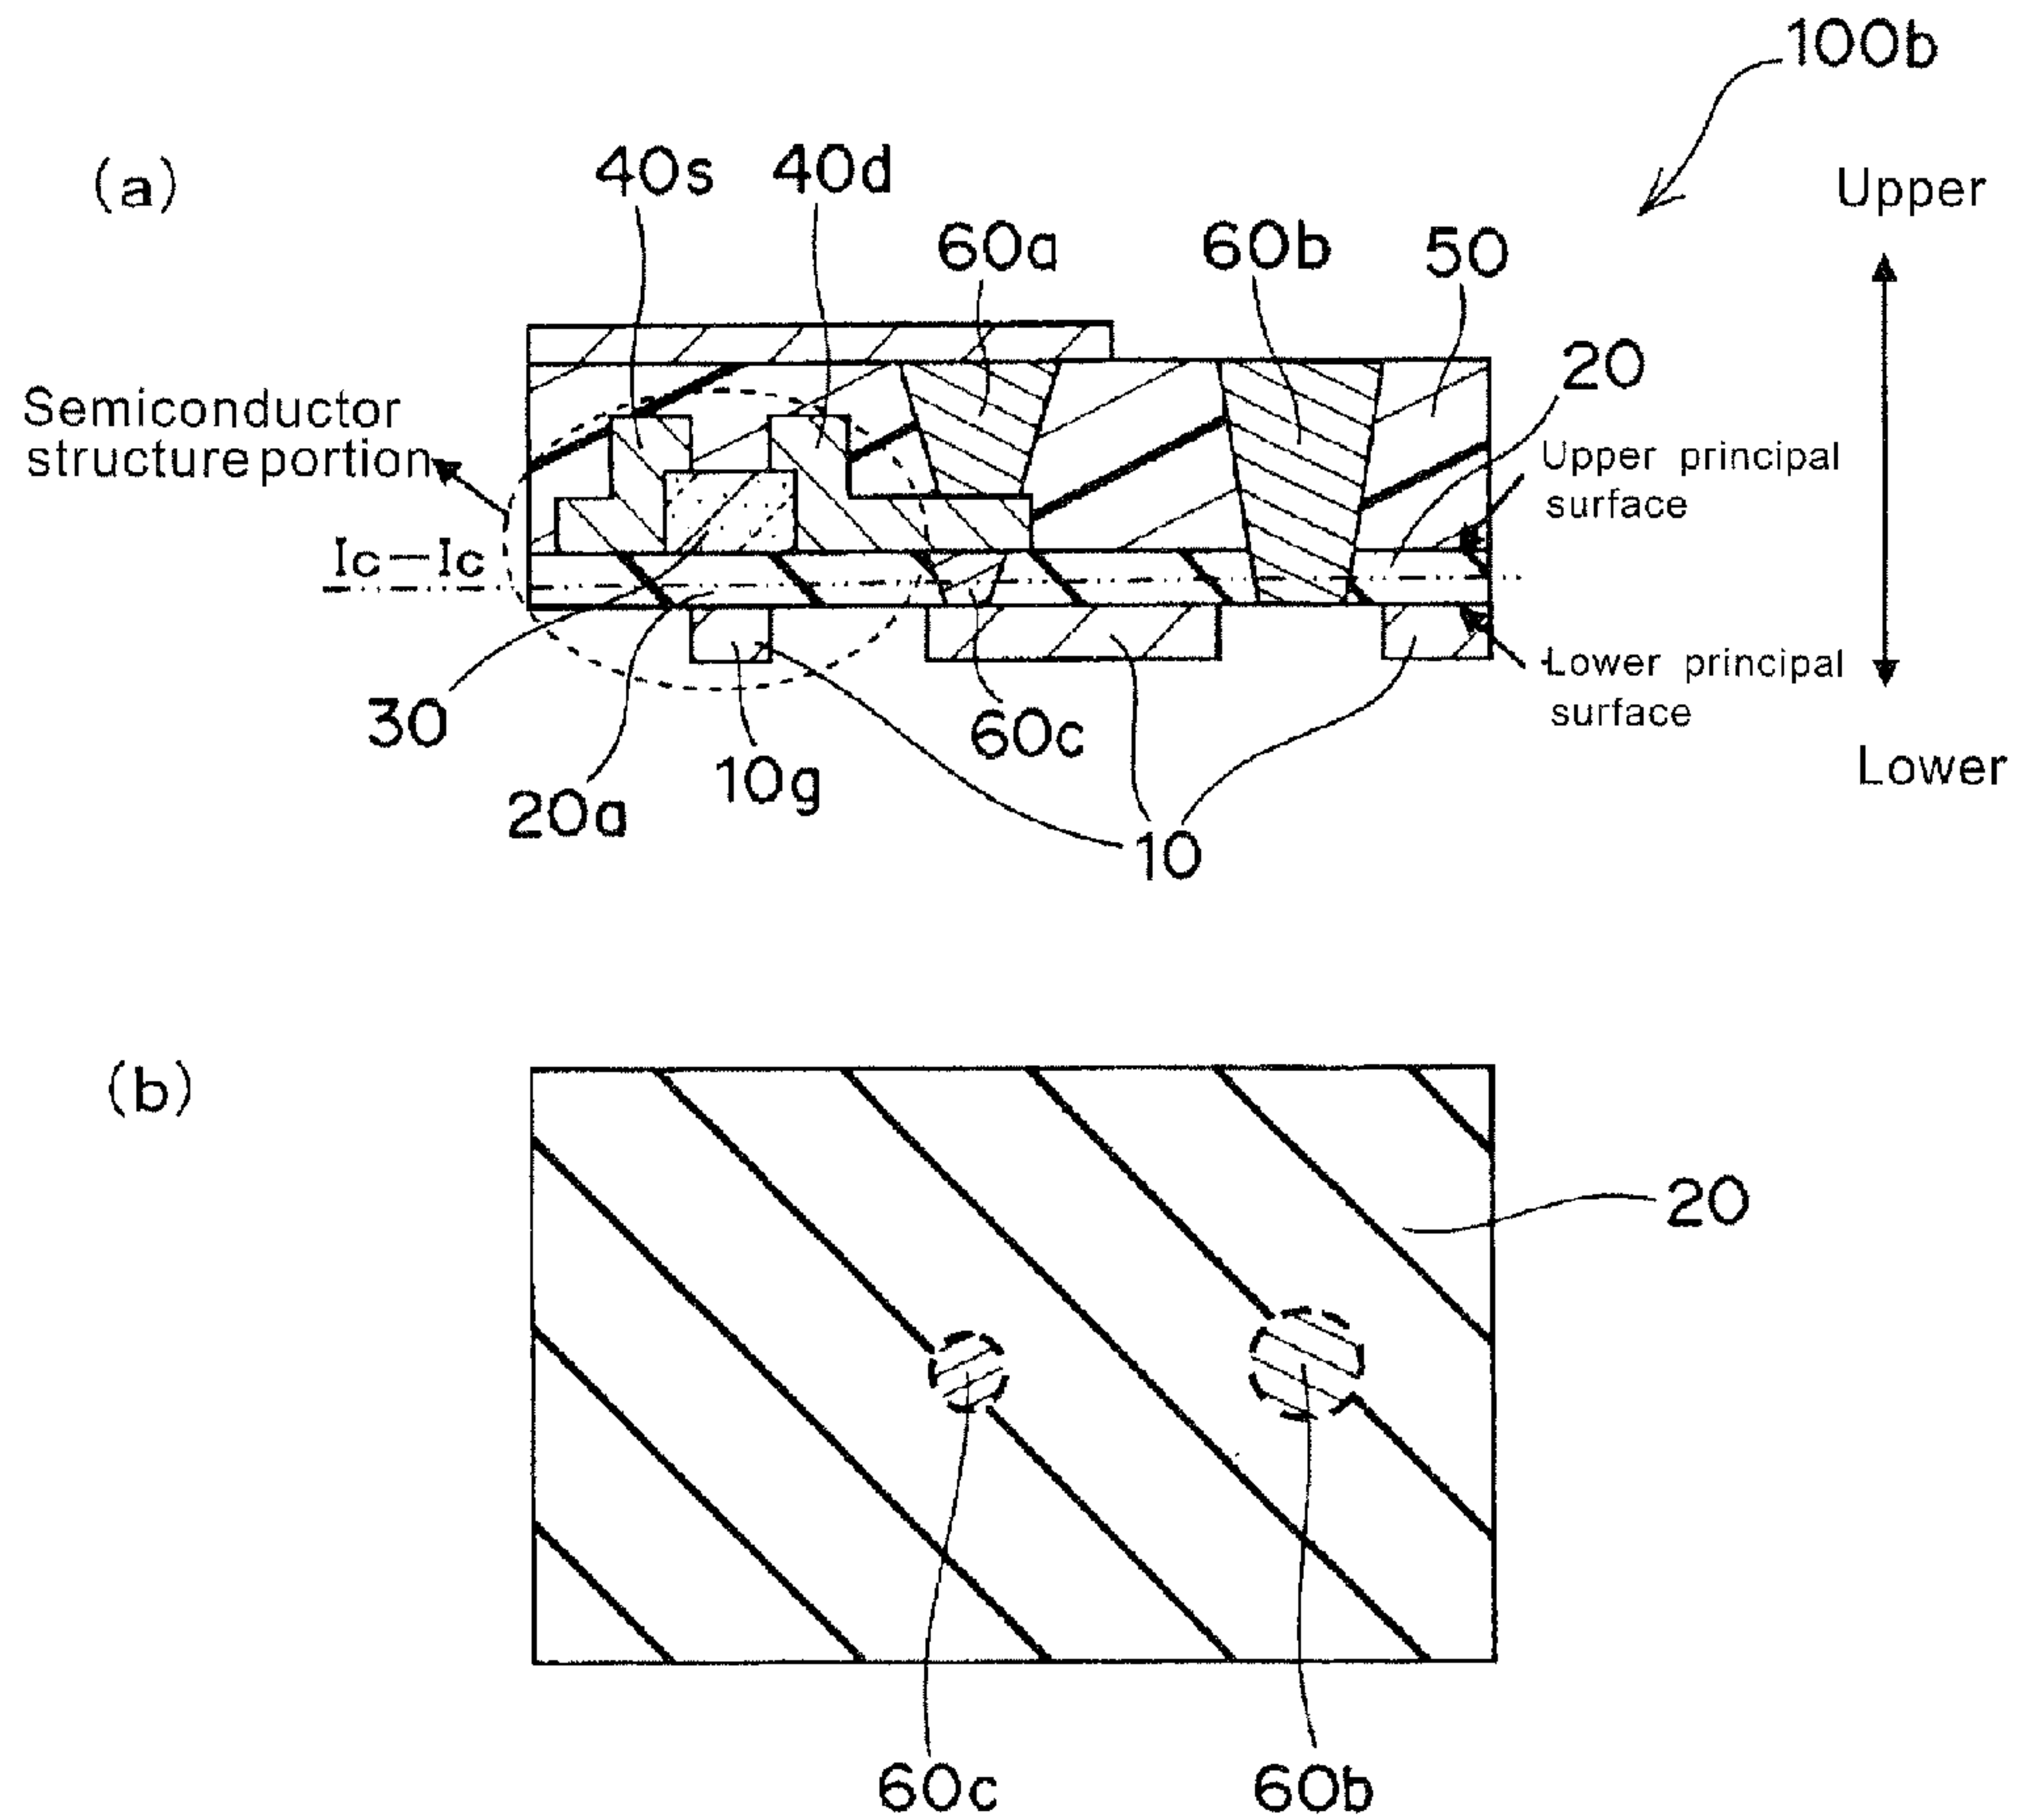 100b
(a)
Upper
40s 40d
60a 60b 50
20
Semiconductor
structure portion
Upper principal
surface
Ic-Ic
Lower principal
surface
30
60c
10g
20a
10
Lower
(b)
20
60c
60b